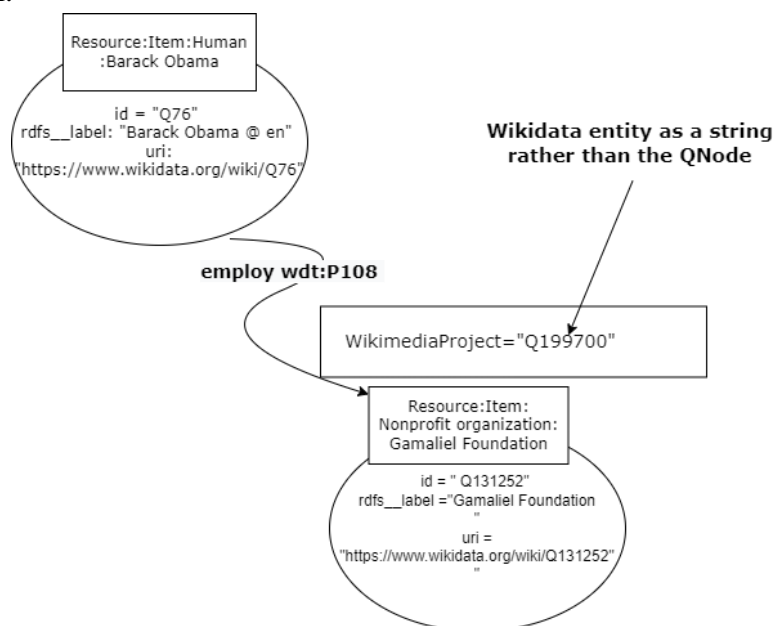 Resource:Item:Human
:Barack Obama
id = "Q76"
rdfs__label: "Barack Obama @ en"
uri:
"https://www.wikidata.org/wiki/Q76"
Wikidata entity as a string
rather than the QNode
employ wdt:P108
WikimediaProject="Q199700"
Resource:Item:
Nonprofit organization:
Gamaliel Foundation
id = " Q131252"
rdfs__label ="Gamaliel Foundation
"
uri =
"https://www.wikidata.org/wiki/Q131252"
"